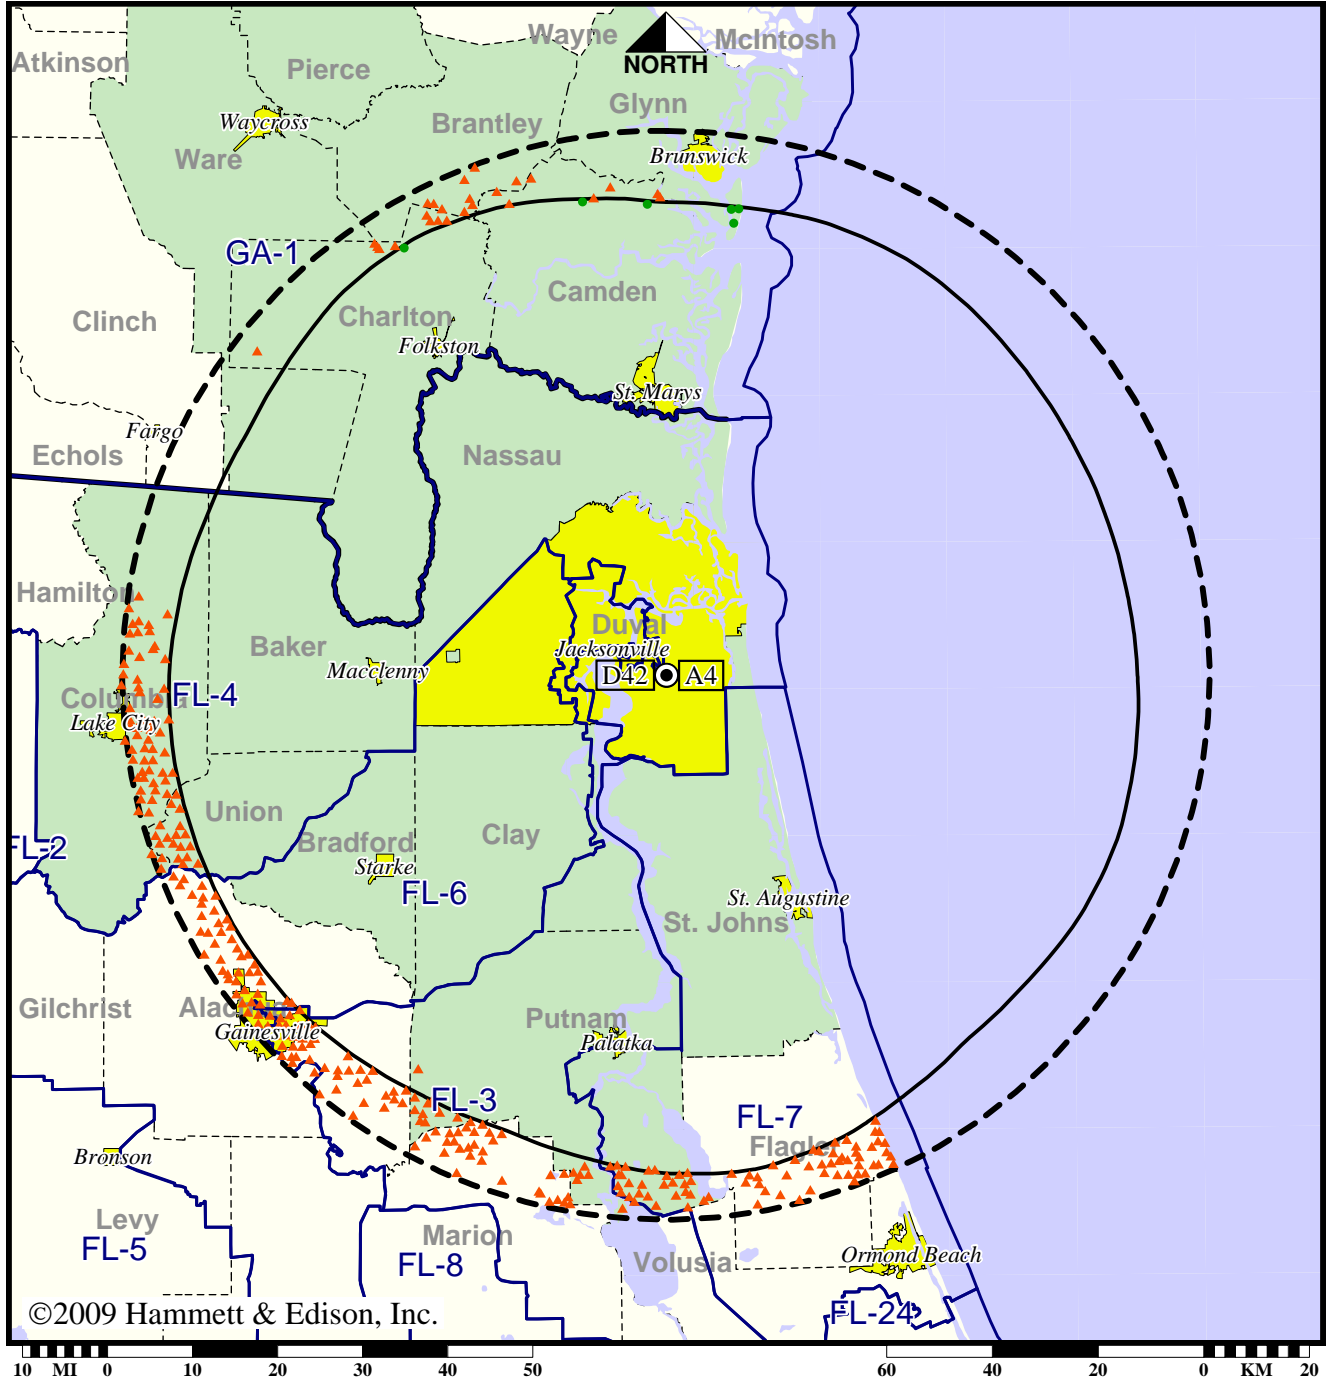 Wayne
McIntosh
Atkinson
NORTH
Pierce
Glynn
Waycross
Brantley
Ware
Brunswick
GA-1
Camden
Charlton
Clinch
Folkston
St. Marys
Fargo
Echols
Nassau
Hamilton
Duval
Baker
Jacksonville
Macclenny
D42
A4
Columbia
FL-4
Lake City
Union
Clay
Bradford
FL-2
Starke
FL-6
St. Augustine
St. Johns
Gilchrist
Alachua
Putnam
Gainesville
Palatka
FL-3
FL-7
Flagler
Bronson
Levy
Marion
FL-5
FL-8
Volusia
Ormond Beach
©2009 Hammett & Edison, Inc.
FL-24
10 MI 0 10 20 30 40 50 60 40 20 0 KM 20